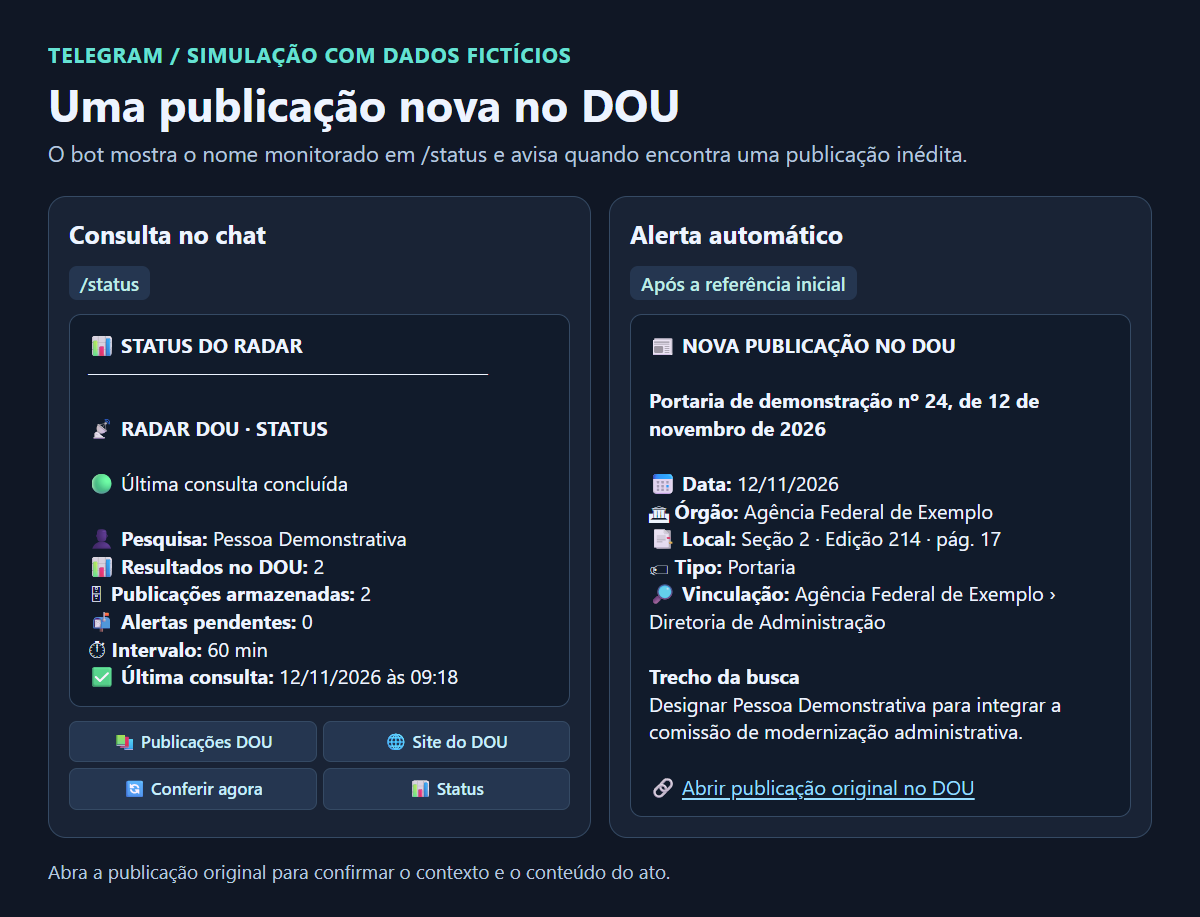 TELEGRAM / SIMULAÇÃO COM DADOS FICTÍCIOS
Uma publicação nova no DOU
O bot mostra o nome monitorado em /status e avisa quando encontra uma publicação inédita.
Consulta no chat
/status
STATUS DO RADAR
RADAR DOU · STATUS
Última consulta concluída
Pesquisa: Pessoa Demonstrativa
Resultados no DOU: 2
Publicações armazenadas: 2
Alertas pendentes: 0
Intervalo: 60 min
Última consulta: 12/11/2026 às 09:18
Publicações DOU
Site do DOU
Conferir agora
Status
Alerta automático
Após a referência inicial
NOVA PUBLICAÇÃO NO DOU
Portaria de demonstração nº 24, de 12 de
novembro de 2026
Data: 12/11/2026
Órgão: Agência Federal de Exemplo
Local: Seção 2 · Edição 214 · pág. 17
Tipo: Portaria
Vinculação: Agência Federal de Exemplo ›
Diretoria de Administração
Trecho da busca
Designar Pessoa Demonstrativa para integrar a
comissão de modernização administrativa.
Abrir publicação original no DOU
Abra a publicação original para confirmar o contexto e o conteúdo do ato.